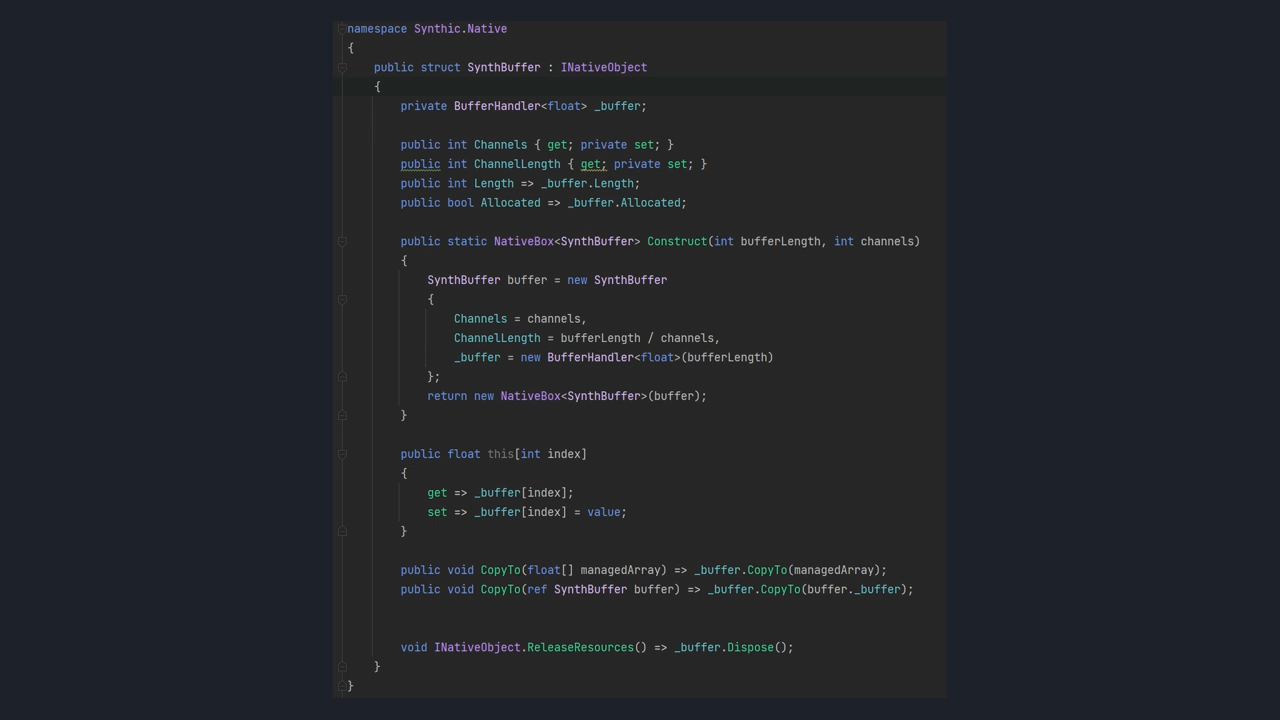 namespace Synthic.Native
{
    public struct SynthBuffer : INativeObject
    {
        private BufferHandler<float> _buffer;

        public int Channels { get; private set; }
        public int ChannelLength { get; private set; }
        public int Length => _buffer.Length;
        public bool Allocated => _buffer.Allocated;

        public static NativeBox<SynthBuffer> Construct(int bufferLength, int channels)
        {
            SynthBuffer buffer = new SynthBuffer
            {
                Channels = channels,
                ChannelLength = bufferLength / channels,
                _buffer = new BufferHandler<float>(bufferLength)
            };
            return new NativeBox<SynthBuffer>(buffer);
        }

        public float this[int index]
        {
            get => _buffer[index];
            set => _buffer[index] = value;
        }

        public void CopyTo(float[] managedArray) => _buffer.CopyTo(managedArray);
        public void CopyTo(ref SynthBuffer buffer) => _buffer.CopyTo(buffer._buffer);


        void INativeObject.ReleaseResources() => _buffer.Dispose();
    }
}